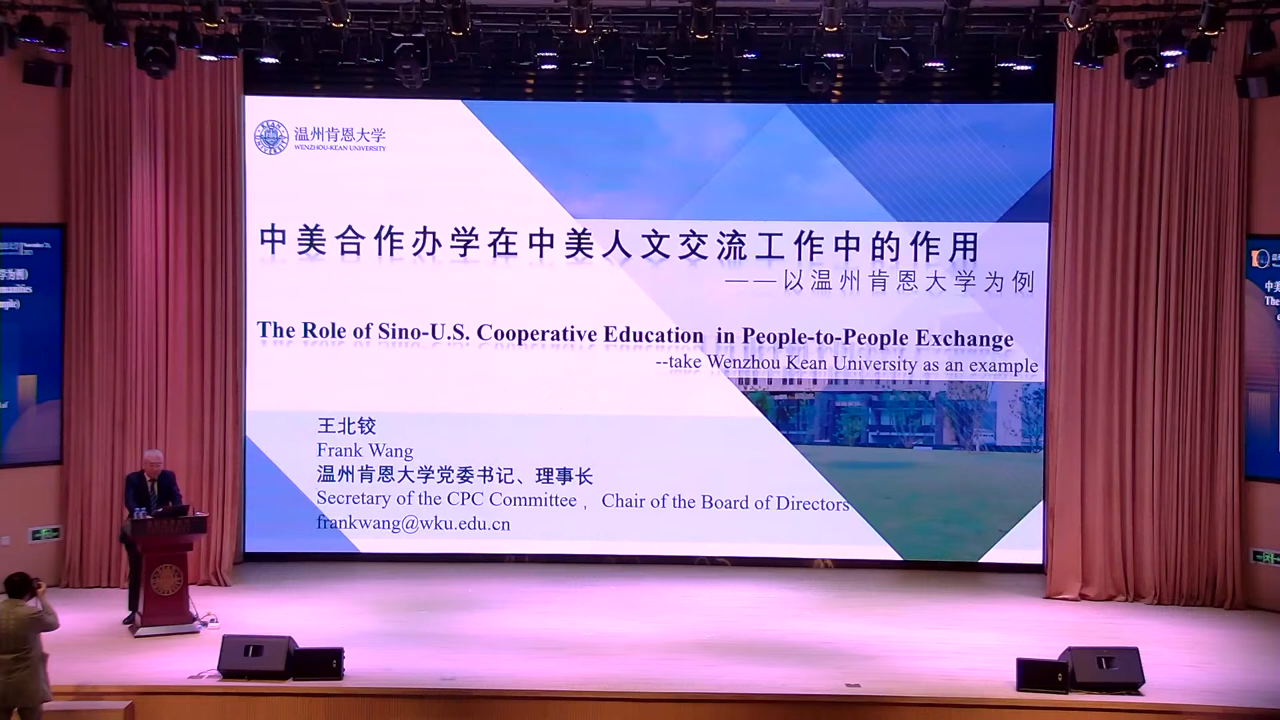 温州肯恩大学
WENZHOU-KEAN UNIVERSITY
中美合作办学在中美人文交流工作中的作用
——以温州肯恩大学为例
The Role of Sino-U.S. Cooperative Education in People-to-People Exchange
--take Wenzhou Kean University as an example
王北铰
Frank Wang
温州肯恩大学党委书记、理事长
Secretary of the CPC Committee， Chair of the Board of Directors
frankwang@wku.edu.cn